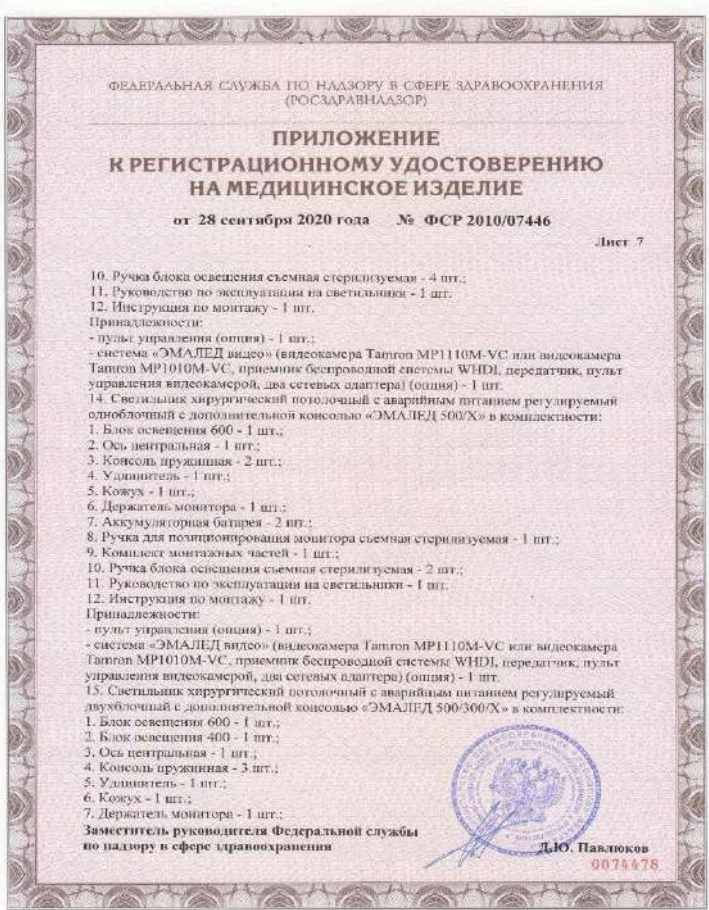 ФЕДЕРАЛЬНАЯ СЛУЖБА ПО НАДЗОРУ В СФЕРЕ ЗДРАВООХРАНЕНИЯ
(РОСЗДРАВНАДЗОР)
ПРИЛОЖЕНИЕ
К РЕГИСТРАЦИОННОМУ УДОСТОВЕРЕНИЮ
НА МЕДИЦИНСКОЕ ИЗДЕЛИЕ
от 28 сентября 2020 года № ФСР 2010/07446
Лист 7
10. Ручка блока освещения съемная стерилизуемая - 4 шт.;
11. Руководство по эксплуатации на светильники - 1 шт.
12. Инструкция по монтажу - 1 шт.
Принадлежности:
- пульт управления (опция) - 1 шт.;
- система «ЭМАЛЕД видео» (видеокамера Tamron MP1110M-VC или видеокамера
Tamron MP1010M-VC, приемник беспроводной системы WHDI, передатчик, пульт
управления видеокамерой, два сетевых адаптера) (опция) - 1 шт.
14. Светильник хирургический потолочный с аварийным питанием регулируемый
одноблочный с дополнительной консолью «ЭМАЛЕД 500/Х» в комплектности:
1. Блок освещения 600 - 1 шт.;
2. Ось центральная - 1 шт.;
3. Консоль пружинная - 2 шт.;
4. Удлинитель - 1 шт.;
5. Кожух - 1 шт.;
6. Держатель монитора - 1 шт.;
7. Аккумуляторная батарея - 2 шт.;
8. Ручка для позиционирования монитора съемная стерилизуемая - 1 шт.;
9. Комплект монтажных частей - 1 шт.;
10. Ручка блока освещения съемная стерилизуемая - 2 шт.;
11. Руководство по эксплуатации на светильники - 1 шт.
12. Инструкция по монтажу - 1 шт.
Принадлежности:
- пульт управления (опция) - 1 шт.;
- система «ЭМАЛЕД видео» (видеокамера Tamron MP1110M-VC или видеокамера
Tamron MP1010M-VC, приемник беспроводной системы WHDI, передатчик, пульт
управления видеокамерой, два сетевых адаптера) (опция) - 1 шт.
15. Светильник хирургический потолочный с аварийным питанием регулируемый
двухблочный с дополнительной консолью «ЭМАЛЕД 500/300/Х» в комплектности:
1. Блок освещения 600 - 1 шт.;
2. Блок освещения 400 - 1 шт.;
3. Ось центральная - 1 шт.;
4. Консоль пружинная - 3 шт.;
5. Удлинитель - 1 шт.;
6. Кожух - 1 шт.;
7. Держатель монитора - 1 шт.;
Заместитель руководителя Федеральной службы
по надзору в сфере здравоохранения
Д.Ю. Павлюков
0074478